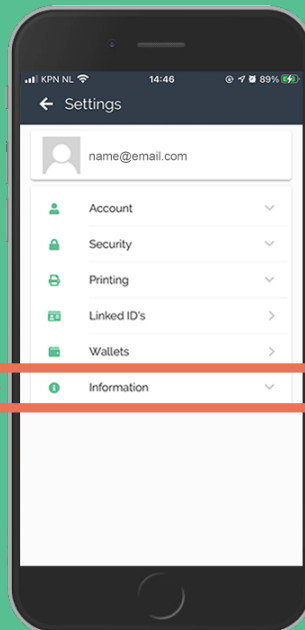 KPN NL 14:46 89%
Settings
name@email.com
Account
Security
Printing
Linked ID's
Wallets
Information